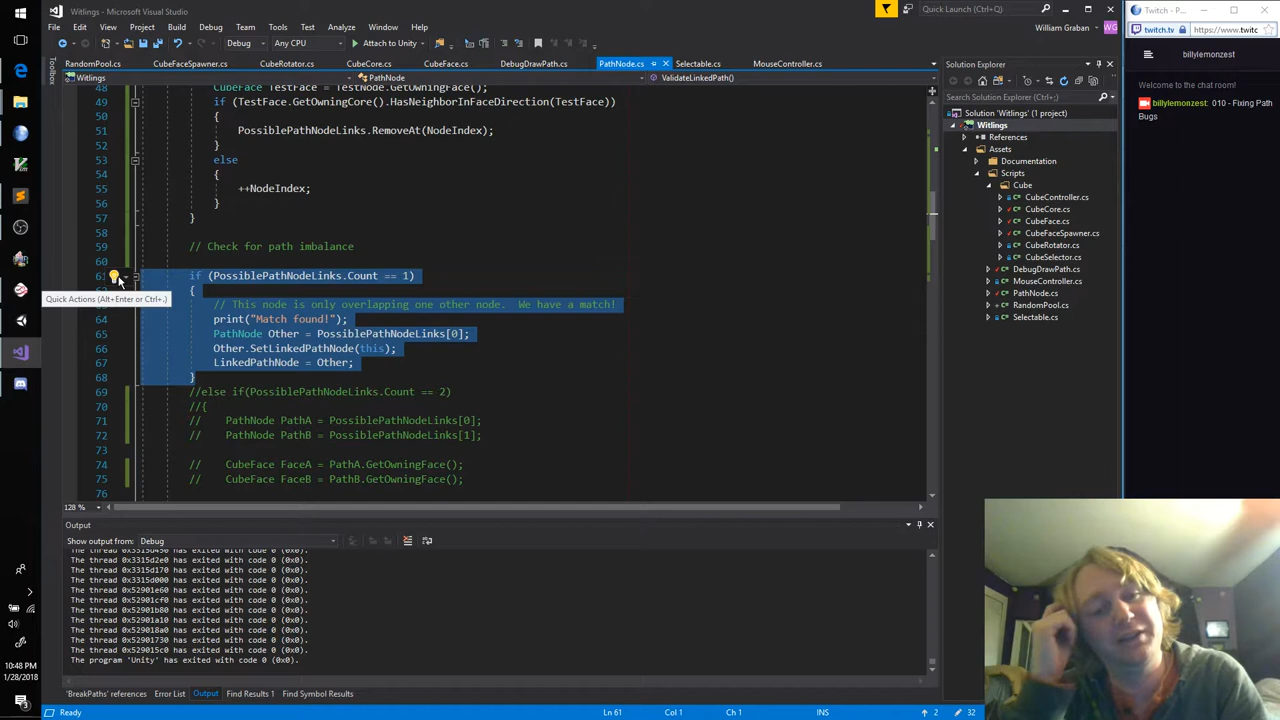 Witlings - Microsoft Visual Studio
Quick Launch (Ctrl+Q)
File Edit View Project Build Debug Team Tools Test Analyze Window Help
William Graban WG
Debug Any CPU Attach to Unity
RandomPool.cs CubeFaceSpawner.cs CubeRotator.cs CubeFace.cs DebugDrawPath.cs PathNode.cs Selectable.cs MouseController.cs
Witlings PathNode ValidateLinkedPath()
Toolbox
48 CubeFace TestFace = TestNode.GetOwningFace();
49 if (!TestFace.GetOwnigCore().HasNeighborInFaceDirection(TestFace))
50 {
51 PossiblePathNodeLinks.RemoveAt(NodeIndex);
52 }
53 else
54 {
55 ++NodeIndex;
56 }
57 }
58
59 // Check for path imbalance
60
61 if (PossiblePathNodeLinks.Count == 1)
{
Quick Actions (Alt+Enter or Ctrl+.)
// This node is only overlapping one other node.  We have a match!
64 print("Match found!");
65 PathNode Other = PossiblePathNodeLinks[0];
66 Other.SetLinkedPathNode(this);
67 LinkedPathNode = Other;
68 }
69 //else if(PossiblePathNodeLinks.Count == 2)
70 //{
71 //    PathNode PathA = PossiblePathNodeLinks[0];
72 //    PathNode PathB = PossiblePathNodeLinks[1];
73
74 //    CubeFace FaceA = PathA.GetOwningFace();
75 //    CubeFace FaceB = PathB.GetOwningFace();
76
128 %
Output
Show output from: Debug
The thread 0x3315d450 has exited with code 0 (0x0).
The thread 0x3315d2e0 has exited with code 0 (0x0).
The thread 0x3315d170 has exited with code 0 (0x0).
The thread 0x3315d000 has exited with code 0 (0x0).
The thread 0x52901e60 has exited with code 0 (0x0).
The thread 0x52901cf0 has exited with code 0 (0x0).
The thread 0x52901b80 has exited with code 0 (0x0).
The thread 0x52901a10 has exited with code 0 (0x0).
The thread 0x529018a0 has exited with code 0 (0x0).
The thread 0x52901730 has exited with code 0 (0x0).
The thread 0x529015c0 has exited with code 0 (0x0).
The program 'Unity' has exited with code 0 (0x0).
'BreakPaths' references Error List Output Find Results 1 Find Symbol Results
Ready Ln 61 Col 1 Ch 1 INS 2 32
Solution Explorer
Search Solution Explorer (Ctrl+;)
Solution 'Witlings' (1 project)
Witlings
References
Assets
Documentation
Scripts
Cube
CubeController.cs
CubeCore.cs
CubeFace.cs
CubeFaceSpawner.cs
CubeRotator.cs
CubeSelector.cs
DebugDrawPath.cs
MouseController.cs
PathNode.cs
RandomPool.cs
Selectable.cs
Twitch - P...
twitch.tv https://www.twitc
billylemonzest
Welcome to the chat room!
billylemonzest: 010 - Fixing Path
Bugs
10:48 PM
1/28/2018
3